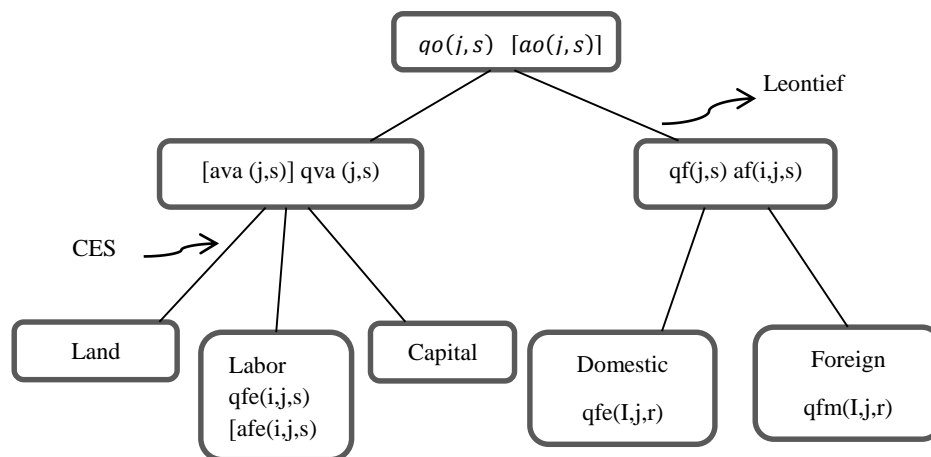 qo(j,s) [ao(j,s)]
Leontief
[ava (j,s)] qva (j,s)
qf(j,s) af(i,j,s)
CES
Land
Labor
qfe(i,j,s)
[afe(i,j,s)
Capital
Domestic
qfe(I,j,r)
Foreign
qfm(I,j,r)